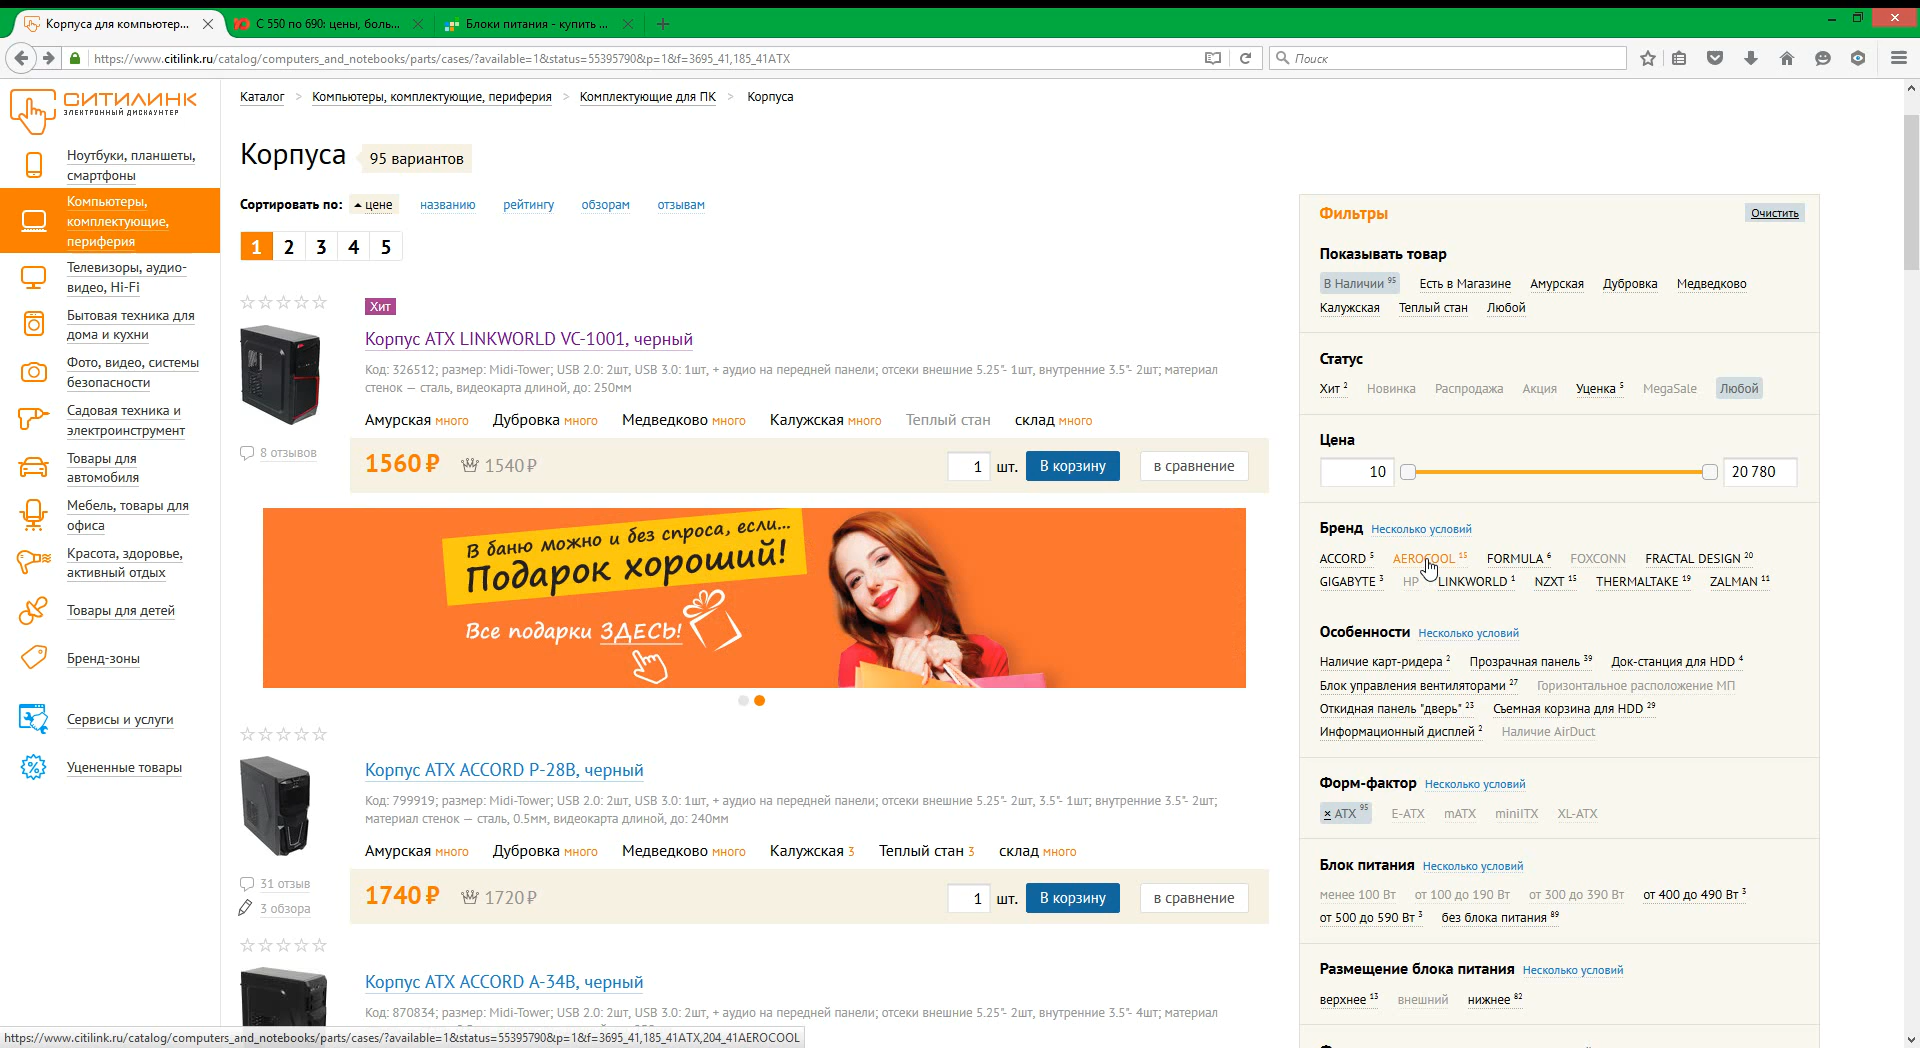 Корпуса для компьютер...
С 550 по 690: цены, боль...
Блоки питания - купить ...
https://www.citilink.ru/catalog/computers_and_notebooks/parts/cases/?available=1&status=55395790&p=1&f=3695_41,185_41ATX
Поиск
СИТИЛИНК
ЭЛЕКТРОННЫЙ ДИСКАУНТЕР
Ноутбуки, планшеты,
смартфоны
Компьютеры,
комплектующие,
периферия
Телевизоры, аудио-
видео, Hi-Fi
Бытовая техника для
дома и кухни
Фото, видео, системы
безопасности
Садовая техника и
электроинструмент
Товары для
автомобиля
Мебель, товары для
офиса
Красота, здоровье,
активный отдых
Товары для детей
Бренд-зоны
Сервисы и услуги
Уцененные товары
Каталог > Компьютеры, комплектующие, периферия > Комплектующие для ПК > Корпуса
Корпуса 95 вариантов
Сортировать по: цене названию рейтингу обзорам отзывам
1 2 3 4 5
Хит
Корпус ATX LINKWORLD VC-1001, черный
Код: 326512; размер: Midi-Tower; USB 2.0: 2шт, USB 3.0: 1шт, + аудио на передней панели; отсеки внешние 5.25"- 1шт, внутренние 3.5"- 2шт; материал
стенок — сталь, видеокарта длиной, до: 250мм
Амурская много Дубровка много Медведково много Калужская много Теплый стан склад много
8 отзывов
1560 ₽ 1540 ₽ 1 шт. В корзину в сравнение
В баню можно и без спроса, если...
Подарок хороший!
Все подарки ЗДЕСЬ!
Корпус ATX ACCORD P-28B, черный
Код: 799919; размер: Midi-Tower; USB 2.0: 2шт, USB 3.0: 1шт, + аудио на передней панели; отсеки внешние 5.25"- 2шт, 3.5"- 1шт; внутренние 3.5"- 2шт;
материал стенок — сталь, 0.5мм, видеокарта длиной, до: 240мм
Амурская много Дубровка много Медведково много Калужская 3 Теплый стан 3 склад много
31 отзыв
3 обзора
1740 ₽ 1720 ₽ 1 шт. В корзину в сравнение
Корпус ATX ACCORD A-34B, черный
Код: 870834; размер: Midi-Tower; USB 2.0: 2шт, USB 3.0: 2шт, + аудио на передней панели; отсеки внешние 5.25"- 2шт, внутренние 3.5"- 4шт; материал
Фильтры Очистить
Показывать товар
В Наличии 95 Есть в Магазине Амурская Дубровка Медведково
Калужская Теплый стан Любой
Статус
Хит 2 Новинка Распродажа Акция Уценка 5 MegaSale Любой
Цена
10 20 780
Бренд Несколько условий
ACCORD 5 AEROCOOL 15 FORMULA 6 FOXCONN FRACTAL DESIGN 20
GIGABYTE 3 HP LINKWORLD 1 NZXT 15 THERMALTAKE 19 ZALMAN 11
Особенности Несколько условий
Наличие карт-ридера 2 Прозрачная панель 39 Док-станция для HDD 4
Блок управления вентиляторами 27 Горизонтальное расположение МП
Откидная панель "дверь" 23 Съемная корзина для HDD 29
Информационный дисплей 2 Наличие AirDuct
Форм-фактор Несколько условий
× ATX 95 E-ATX mATX miniITX XL-ATX
Блок питания Несколько условий
менее 100 Вт от 100 до 190 Вт от 300 до 390 Вт от 400 до 490 Вт 3
от 500 до 590 Вт 3 без блока питания 89
Размещение блока питания Несколько условий
верхнее 13 внешний нижнее 82
https://www.citilink.ru/catalog/computers_and_notebooks/parts/cases/?available=1&status=55395790&p=1&f=3695_41,185_41ATX,204_41AEROCOOL